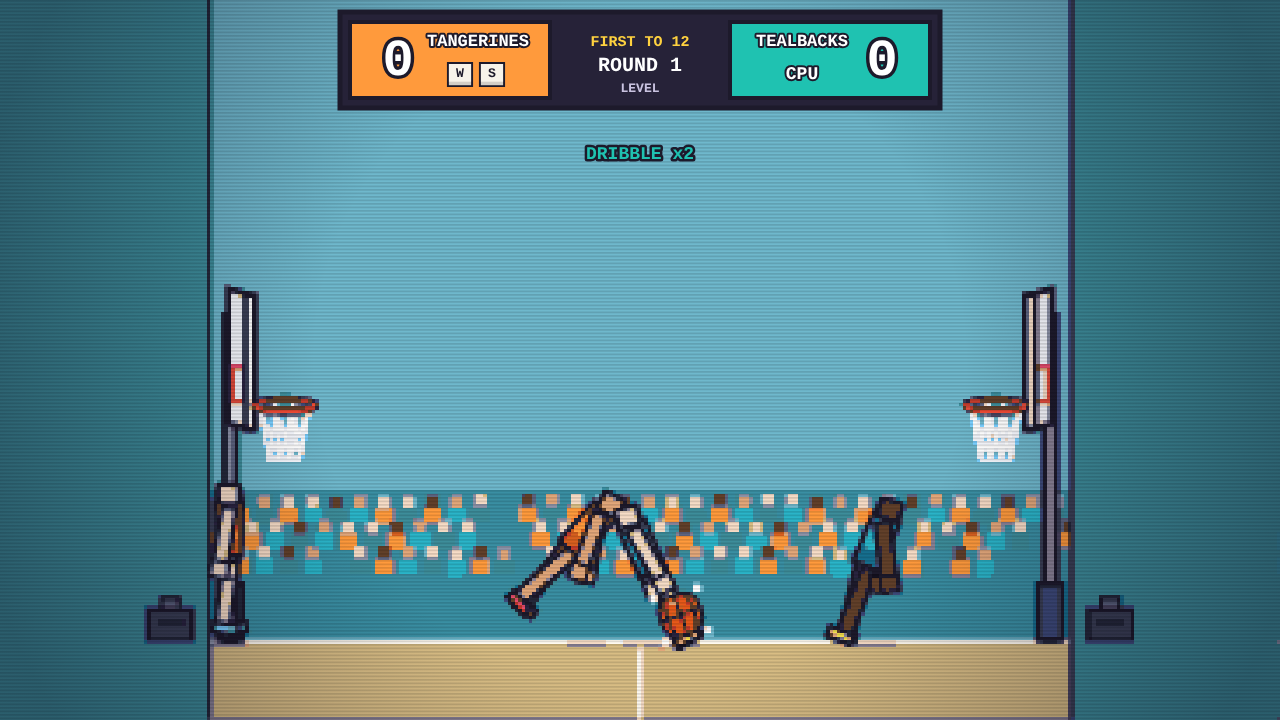 0 TANGERINES
W S
FIRST TO 12
ROUND 1
LEVEL
TEALBACKS 0
CPU
DRIBBLE x2